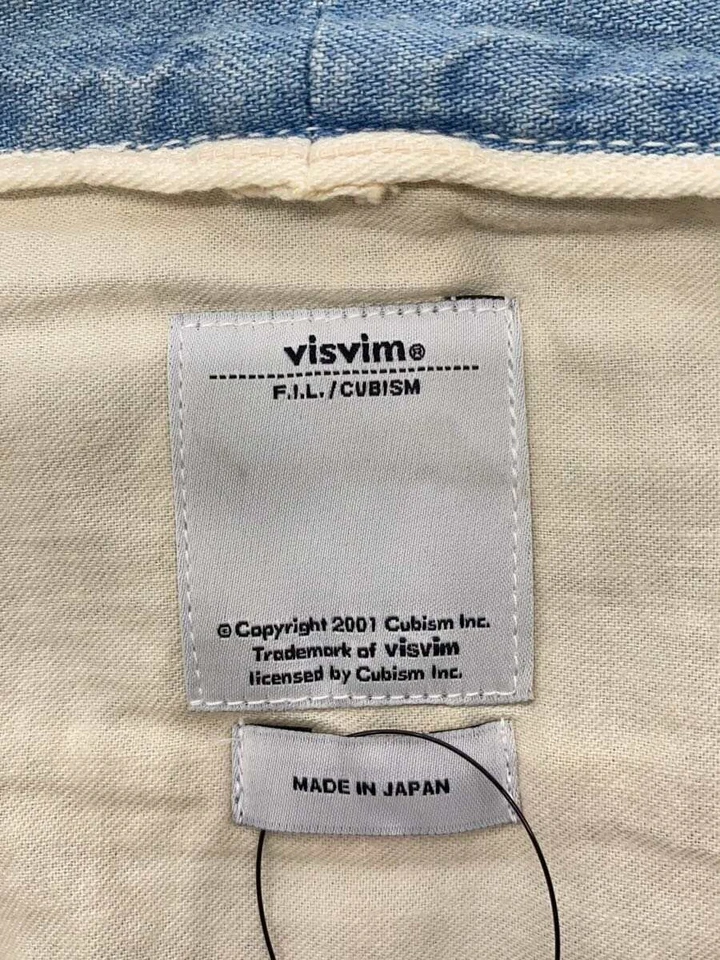 visvim®
F.I.L./CUBISM
© Copyright 2001 Cubism Inc.
Trademark of visvim
licensed by Cubism Inc.
MADE IN JAPAN